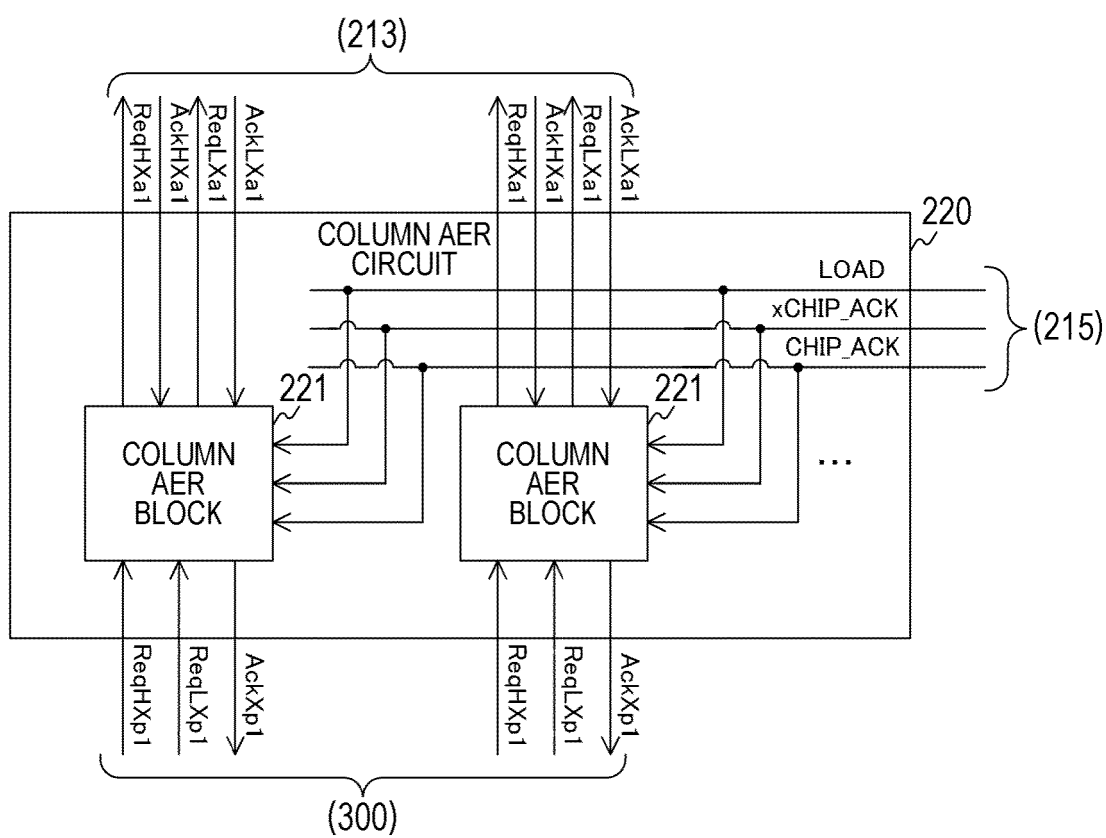 (213)
ReqHXa1
AckHXa1
ReqLXa1
AckLXa1
ReqHXa1
AckHXa1
ReqLXa1
AckLXa1
220
COLUMN AER
CIRCUIT
LOAD
xCHIP_ACK
CHIP_ACK
(215)
221
221
COLUMN
AER
BLOCK
COLUMN
AER
BLOCK
...
ReqHXp1
ReqLXp1
AckXp1
ReqHXp1
ReqLXp1
AckXp1
(300)